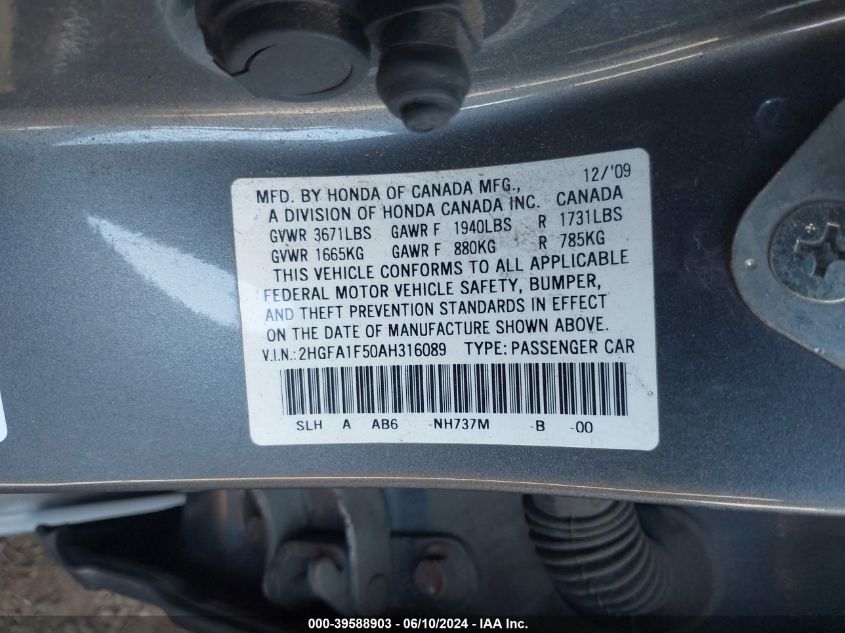 12/'09
MFD. BY HONDA OF CANADA MFG.,
A DIVISION OF HONDA CANADA INC. CANADA
GVWR 3671LBS GAWR F 1940LBS R 1731LBS
GVWR 1665KG GAWR F 880KG R 785KG
THIS VEHICLE CONFORMS TO ALL APPLICABLE
FEDERAL MOTOR VEHICLE SAFETY, BUMPER,
AND THEFT PREVENTION STANDARDS IN EFFECT
ON THE DATE OF MANUFACTURE SHOWN ABOVE.
V.I.N.: 2HGFA1F50AH316089 TYPE: PASSENGER CAR
SLH A AB6 -NH737M -B -00
000-39588903 - 06/10/2024 - IAA Inc.